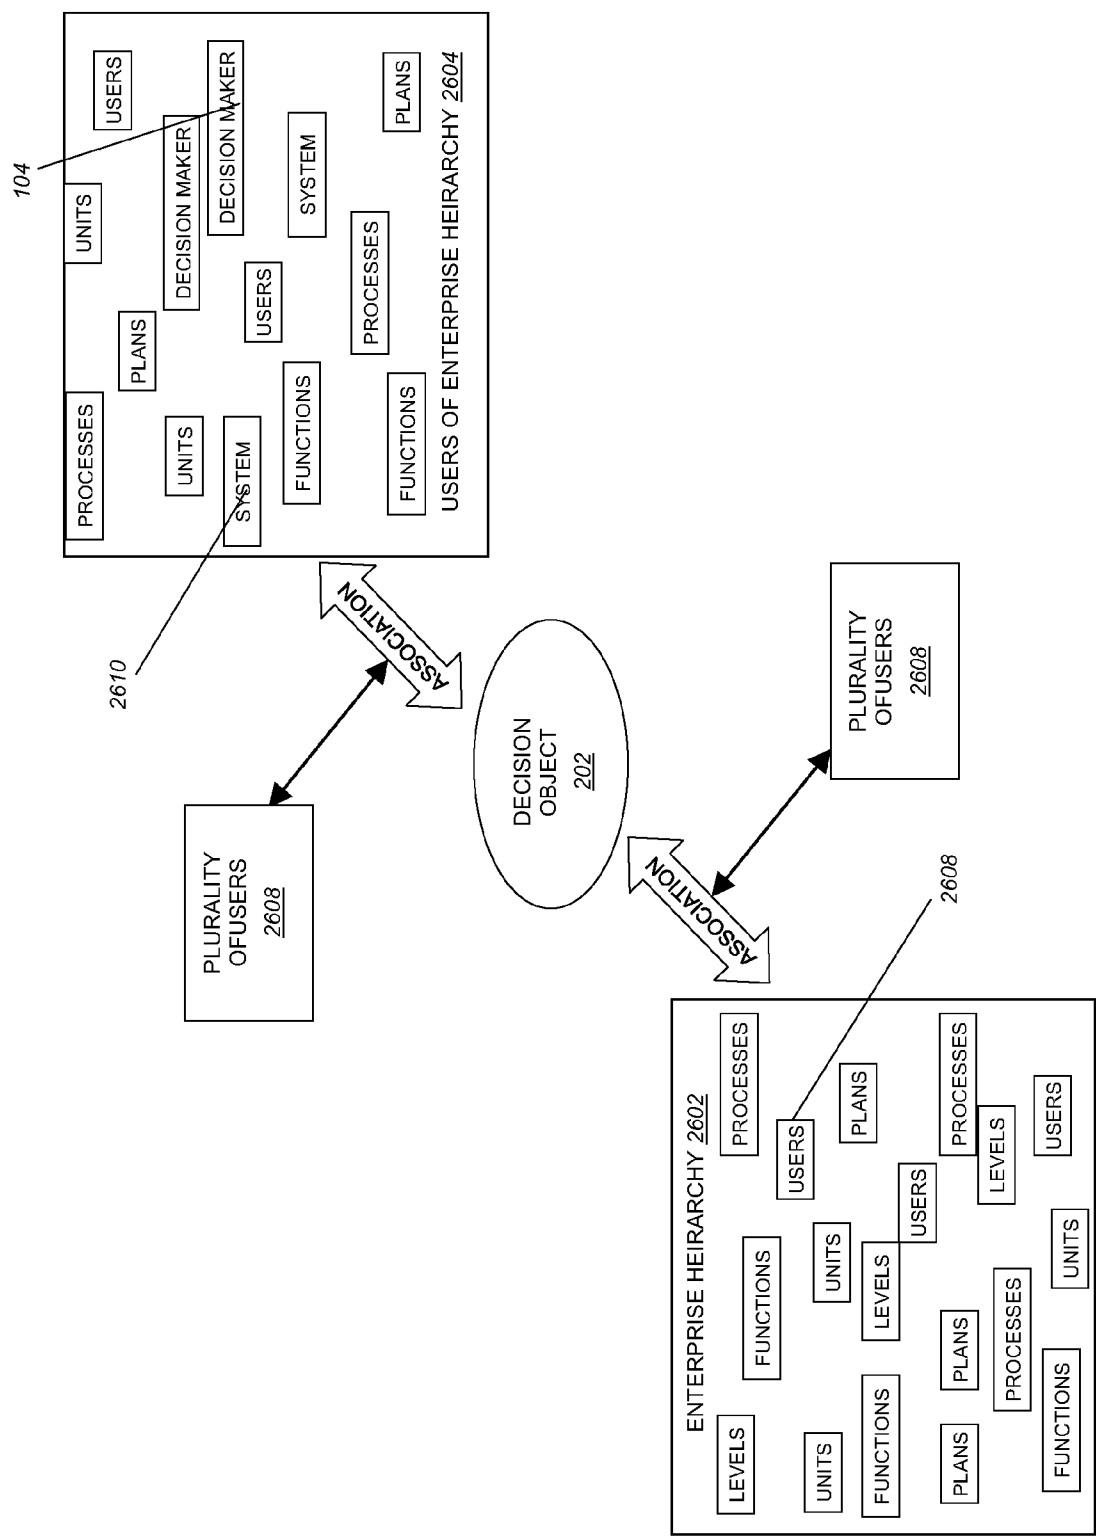 104
PROCESSES
UNITS
USERS
PLANS
UNITS
DECISION MAKER
DECISION MAKER
SYSTEM
USERS
FUNCTIONS
SYSTEM
PROCESSES
FUNCTIONS
PLANS
USERS OF ENTERPRISE HEIRARCHY 2604
2610
PLURALITY
OFUSERS
2608
ASSOCIATION
DECISION
OBJECT
202
ASSOCIATION
PLURALITY
OFUSERS
2608
2608
ENTERPRISE HEIRARCHY 2602
LEVELS
PROCESSES
FUNCTIONS
USERS
UNITS
UNITS
PLANS
FUNCTIONS
LEVELS
USERS
PLANS
PLANS
PROCESSES
LEVELS
PROCESSES
USERS
FUNCTIONS
UNITS